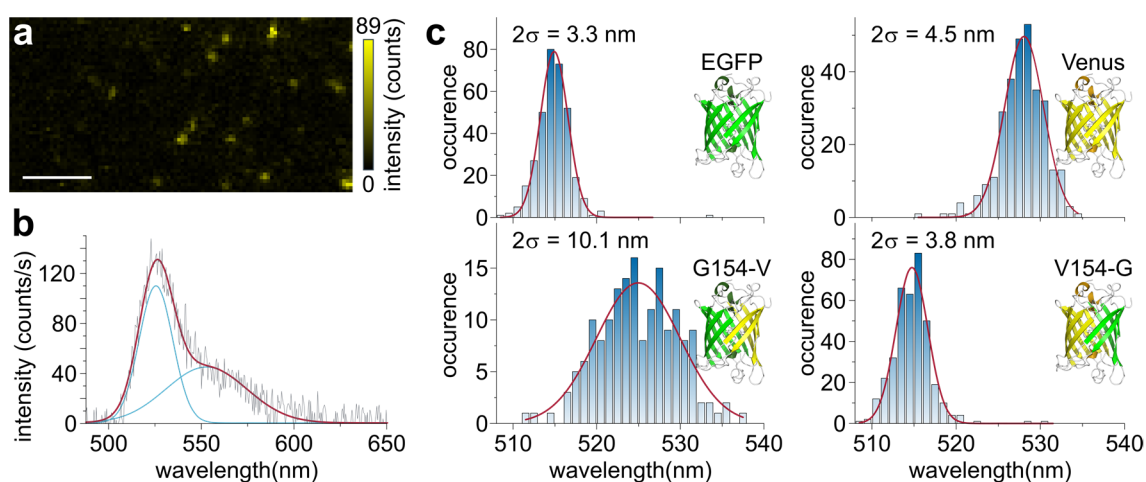 a
89
intensity (counts)
0
b
intensity (counts/s)
120
80
40
0
500
550
600
650
wavelength(nm)
c
2σ = 3.3 nm
EGFP
occurence
80
60
40
20
0
2σ = 4.5 nm
Venus
occurence
40
20
0
2σ = 10.1 nm
G154-V
occurence
15
10
5
0
510
520
530
540
wavelength(nm)
2σ = 3.8 nm
V154-G
occurence
80
60
40
20
0
510
520
530
540
wavelength(nm)